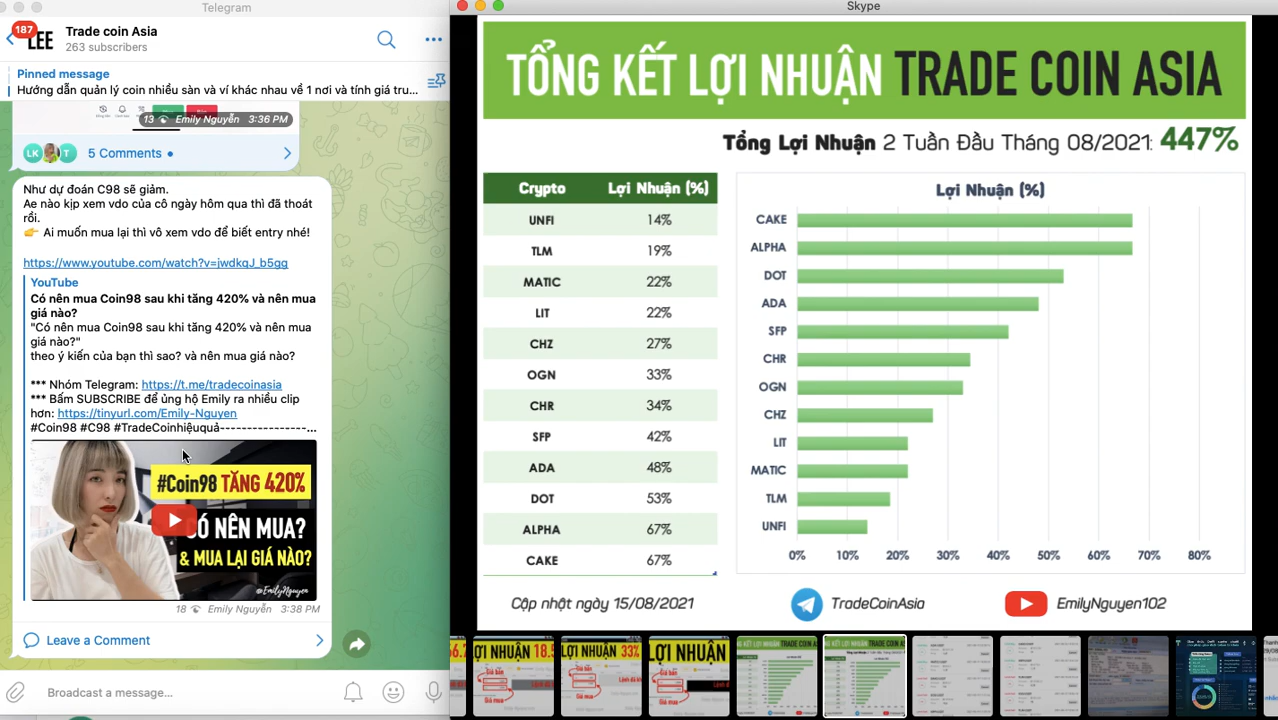 Telegram
187
LEE
Trade coin Asia
263 subscribers
Pinned message
Hướng dẫn quản lý coin nhiều sàn và ví khác nhau về 1 nơi và tính giá tru...
13 Emily Nguyễn 3:36 PM
LK T 5 Comments
Như dự đoán C98 sẽ giảm.
Ae nào kịp xem vdo của cô ngày hôm qua thì đã thoát
rồi.
👉 Ai muốn mua lại thì vô xem vdo để biết entry nhé!
https://www.youtube.com/watch?v=jwdkqJ_b5gg
YouTube
Có nên mua Coin98 sau khi tăng 420% và nên mua
giá nào?
"Có nên mua Coin98 sau khi tăng 420% và nên mua
giá nào?"
theo ý kiến của bạn thì sao? và nên mua giá nào?
*** Nhóm Telegram: https://t.me/tradecoinasia
*** Bấm SUBSCRIBE để ủng hộ Emily ra nhiều clip
hơn: https://tinyurl.com/Emily-Nguyen
#Coin98 #C98 #TradeCoinhiệuquả----------------...
#Coin98 TĂNG 420%
CÓ NÊN MUA?
& MUA LẠI GIÁ NÀO?
@EmilyNguyen
18 Emily Nguyễn 3:38 PM
Leave a Comment
Broadcast a message...
Skype
TỔNG KẾT LỢI NHUẬN TRADE COIN ASIA
Tổng Lợi Nhuận 2 Tuần Đầu Tháng 08/2021: 447%
Crypto Lợi Nhuận (%)
UNFI 14%
TLM 19%
MATIC 22%
LIT 22%
CHZ 27%
OGN 33%
CHR 34%
SFP 42%
ADA 48%
DOT 53%
ALPHA 67%
CAKE 67%
Lợi Nhuận (%)
CAKE
ALPHA
DOT
ADA
SFP
CHR
OGN
CHZ
LIT
MATIC
TLM
UNFI
0% 10% 20% 30% 40% 50% 60% 70% 80%
Cập nhật ngày 15/08/2021 TradeCoinAsia EmilyNguyen102